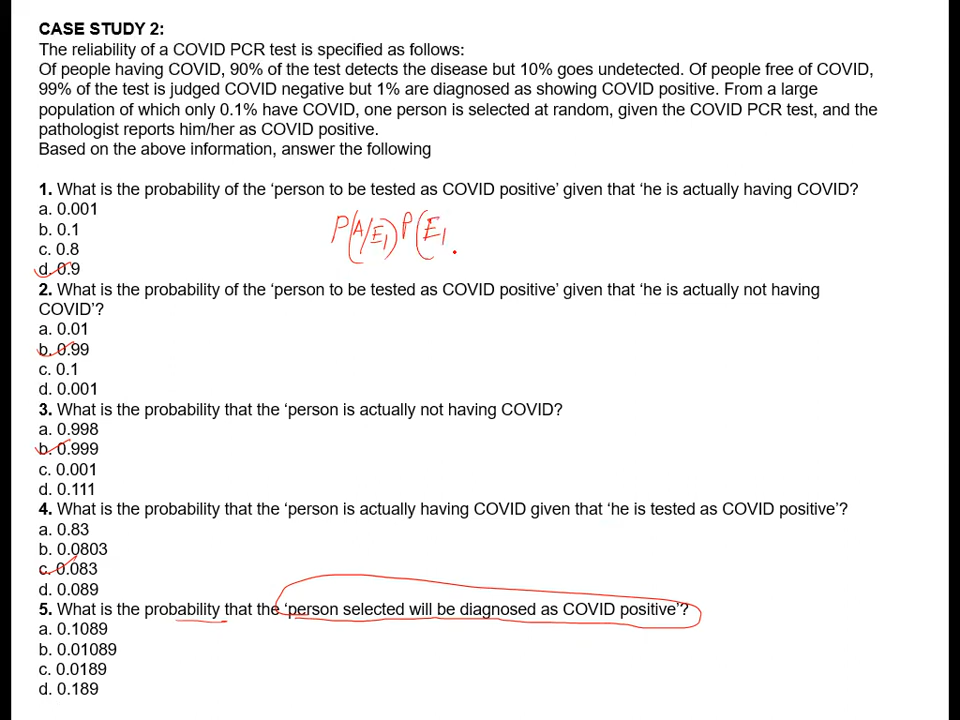 CASE STUDY 2:
The reliability of a COVID PCR test is specified as follows:
Of people having COVID, 90% of the test detects the disease but 10% goes undetected. Of people free of COVID,
99% of the test is judged COVID negative but 1% are diagnosed as showing COVID positive. From a large
population of which only 0.1% have COVID, one person is selected at random, given the COVID PCR test, and the
pathologist reports him/her as COVID positive.
Based on the above information, answer the following
1. What is the probability of the ‘person to be tested as COVID positive’ given that ‘he is actually having COVID?
a. 0.001
b. 0.1
P(A/E₁) P(E₁
c. 0.8
d. 0.9
2. What is the probability of the ‘person to be tested as COVID positive’ given that ‘he is actually not having
COVID’?
a. 0.01
b. 0.99
c. 0.1
d. 0.001
3. What is the probability that the ‘person is actually not having COVID?
a. 0.998
b. 0.999
c. 0.001
d. 0.111
4. What is the probability that the ‘person is actually having COVID given that ‘he is tested as COVID positive’?
a. 0.83
b. 0.0803
c. 0.083
d. 0.089
5. What is the probability that the ‘person selected will be diagnosed as COVID positive’?
a. 0.1089
b. 0.01089
c. 0.0189
d. 0.189